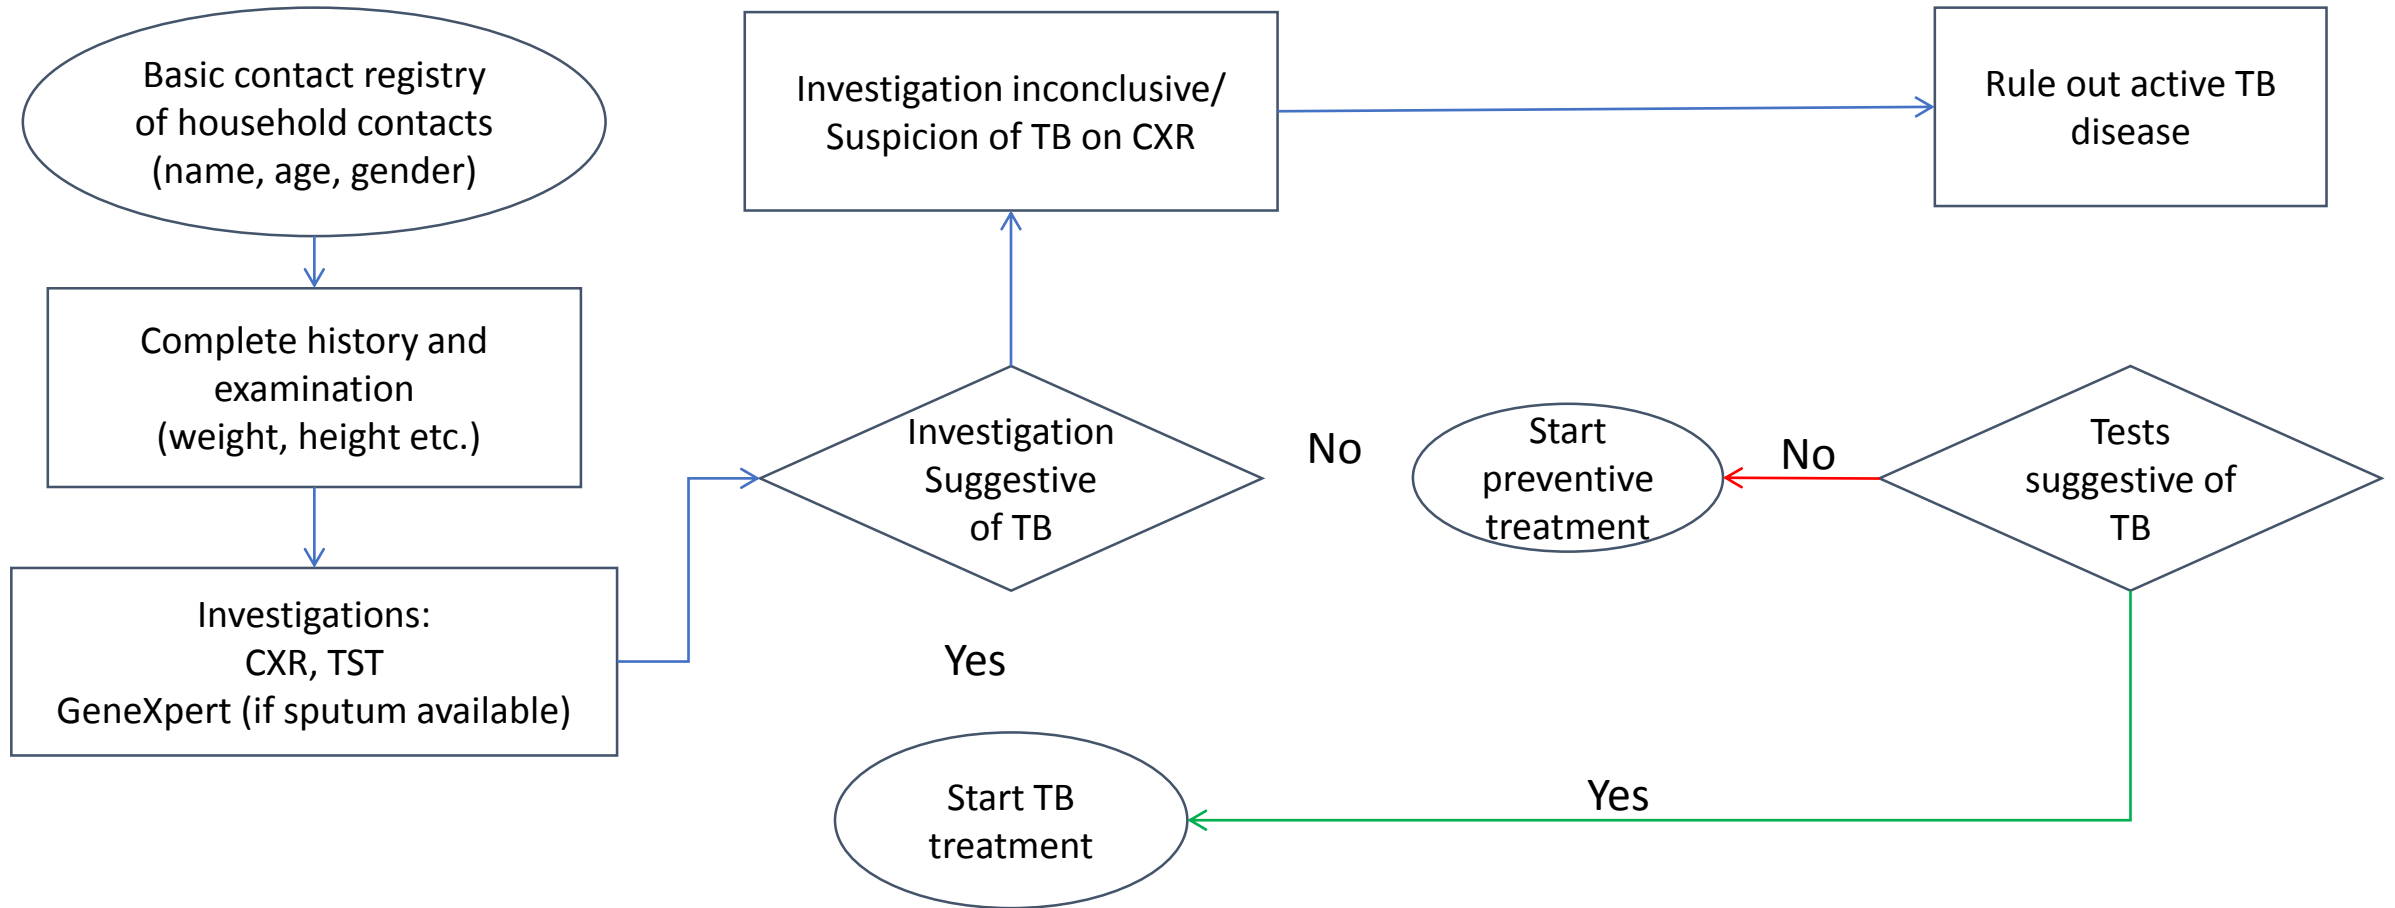 Basic contact registry
of household contacts
(name, age, gender)
Complete history and
examination
(weight, height etc.)
Investigations:
CXR, TST
GeneXpert (if sputum available)
Investigation inconclusive/
Suspicion of TB on CXR
Investigation
Suggestive
of TB
No
Yes
Start TB
treatment
Rule out active TB
disease
Start
preventive
treatment
No
Tests
suggestive of
TB
Yes